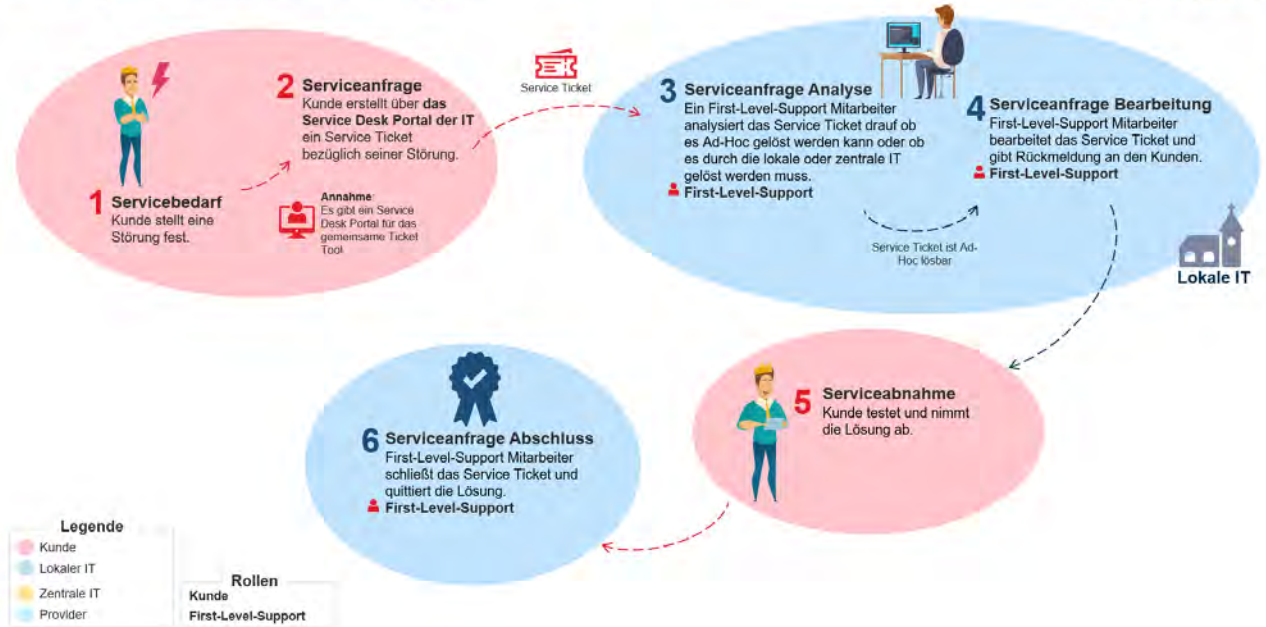 1 Servicebedarf
Kunde stellt eine
Störung fest.
2 Serviceanfrage
Kunde erstellt über das
Service Desk Portal der IT
ein Service Ticket
bezüglich seiner Störung.
Annahme
Es gibt ein Service
Desk Portal für das
gemeinsame Ticket
Tool
Service Ticket
3 Serviceanfrage Analyse
Ein First-Level-Support Mitarbeiter
analysiert das Service Ticket drauf ob
es Ad-Hoc gelöst werden kann oder ob
es durch die lokale oder zentrale IT
gelöst werden muss.
First-Level-Support
Service Ticket ist Ad-
Hoc lösbar
4 Serviceanfrage Bearbeitung
First-Level-Support Mitarbeiter
bearbeitet das Service Ticket und
gibt Rückmeldung an den Kunden.
First-Level-Support
Lokale IT
5 Serviceabnahme
Kunde testet und nimmt
die Lösung ab.
6 Serviceanfrage Abschluss
First-Level-Support Mitarbeiter
schließt das Service Ticket und
quittiert die Lösung.
First-Level-Support
Legende
Kunde
Lokaler IT
Zentrale IT
Provider
Rollen
Kunde
First-Level-Support